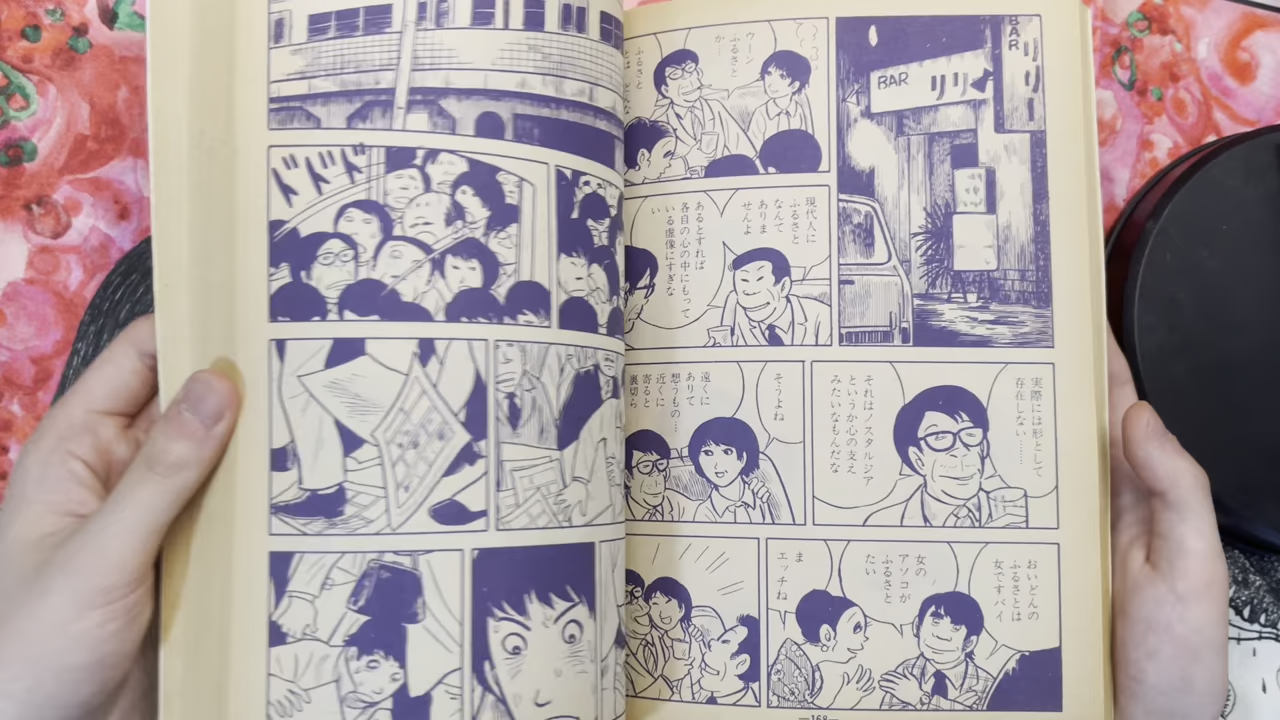 BAR
リリー
BAR
リリ
ウーン
ふるさと
か…
ふるさと
現代人に
ふるさと
なんて
ありま
せんよ
あるとすれば
各自の心の中にもって
いる虚像にすぎな
い
実際には形として
存在しない……
それはノスタルジア
というか心の支え
みたいなもんだな
そうよね
遠くに
ありて
想うもの…
近くに
寄ると
裏切ら
おいどんの
ふるさとは
女ですバイ
女の
アソコが
ふるさと
たい
ま
エッチね
—168—
ドドドド